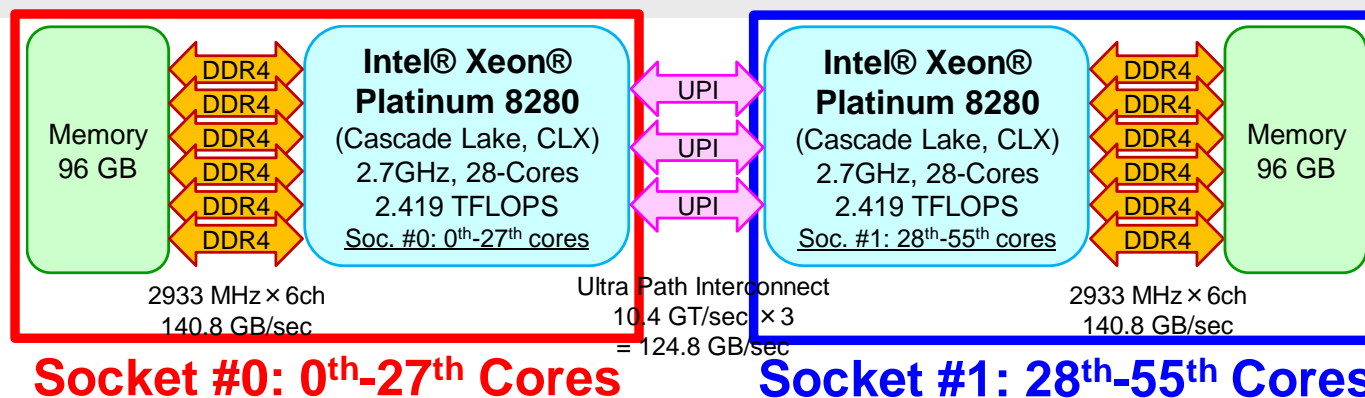 Memory
96 GB
DDR4
DDR4
DDR4
DDR4
DDR4
DDR4
Intel® Xeon®
Platinum 8280
(Cascade Lake, CLX)
2.7GHz, 28-Cores
2.419 TFLOPS
Soc. #0: 0th-27th cores
2933 MHz×6ch
140.8 GB/sec
UPI
UPI
UPI
Ultra Path Interconnect
10.4 GT/sec ×3
= 124.8 GB/sec
Intel® Xeon®
Platinum 8280
(Cascade Lake, CLX)
2.7GHz, 28-Cores
2.419 TFLOPS
Soc. #1: 28th-55th cores
DDR4
DDR4
DDR4
DDR4
DDR4
DDR4
Memory
96 GB
2933 MHz×6ch
140.8 GB/sec
Socket #0: 0th-27th Cores
Socket #1: 28th-55th Cores